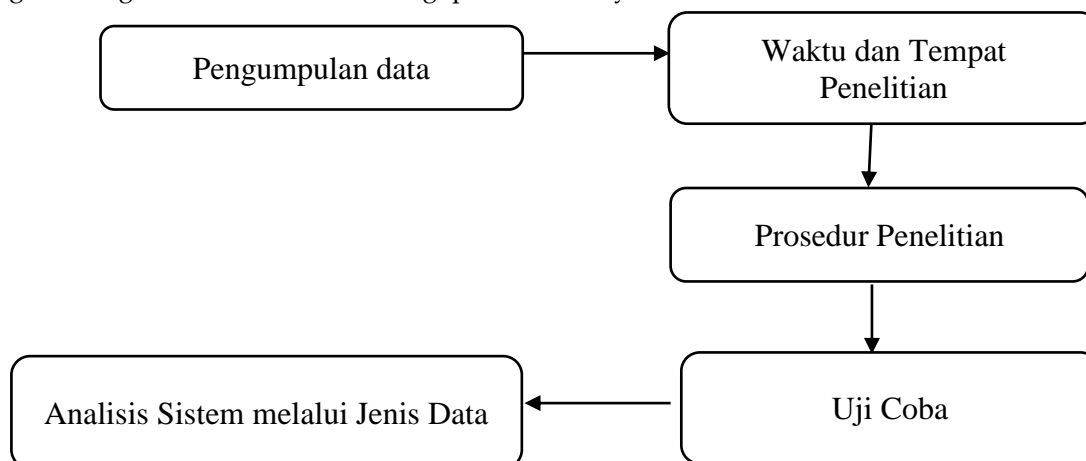 Pengumpulan data
Waktu dan Tempat
Penelitian
Prosedur Penelitian
Uji Coba
Analisis Sistem melalui Jenis Data